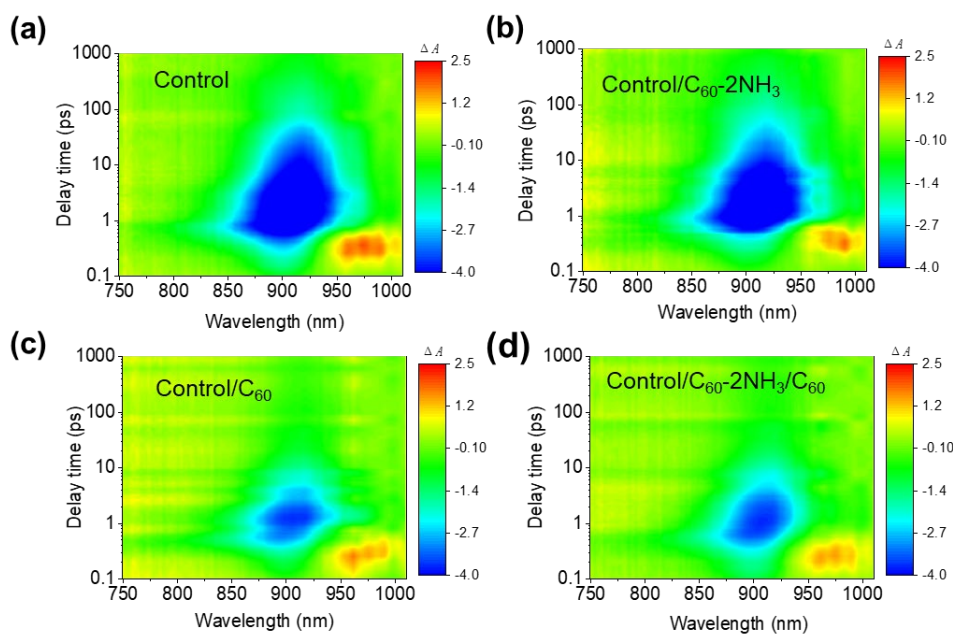 (a)
Control
Δ A
2.5
1.2
-0.10
-1.4
-2.7
-4.0
1000
100
10
1
0.1
Delay time (ps)
750 800 850 900 950 1000
Wavelength (nm)
(b)
Control/C60-2NH3
Δ A
2.5
1.2
-0.10
-1.4
-2.7
-4.0
1000
100
10
1
0.1
Delay time (ps)
750 800 850 900 950 1000
Wavelength (nm)
(c)
Control/C60
Δ A
2.5
1.2
-0.10
-1.4
-2.7
-4.0
1000
100
10
1
0.1
Delay time (ps)
750 800 850 900 950 1000
Wavelength (nm)
(d)
Control/C60-2NH3/C60
Δ A
2.5
1.2
-0.10
-1.4
-2.7
-4.0
1000
100
10
1
0.1
Delay time (ps)
750 800 850 900 950 1000
Wavelength (nm)